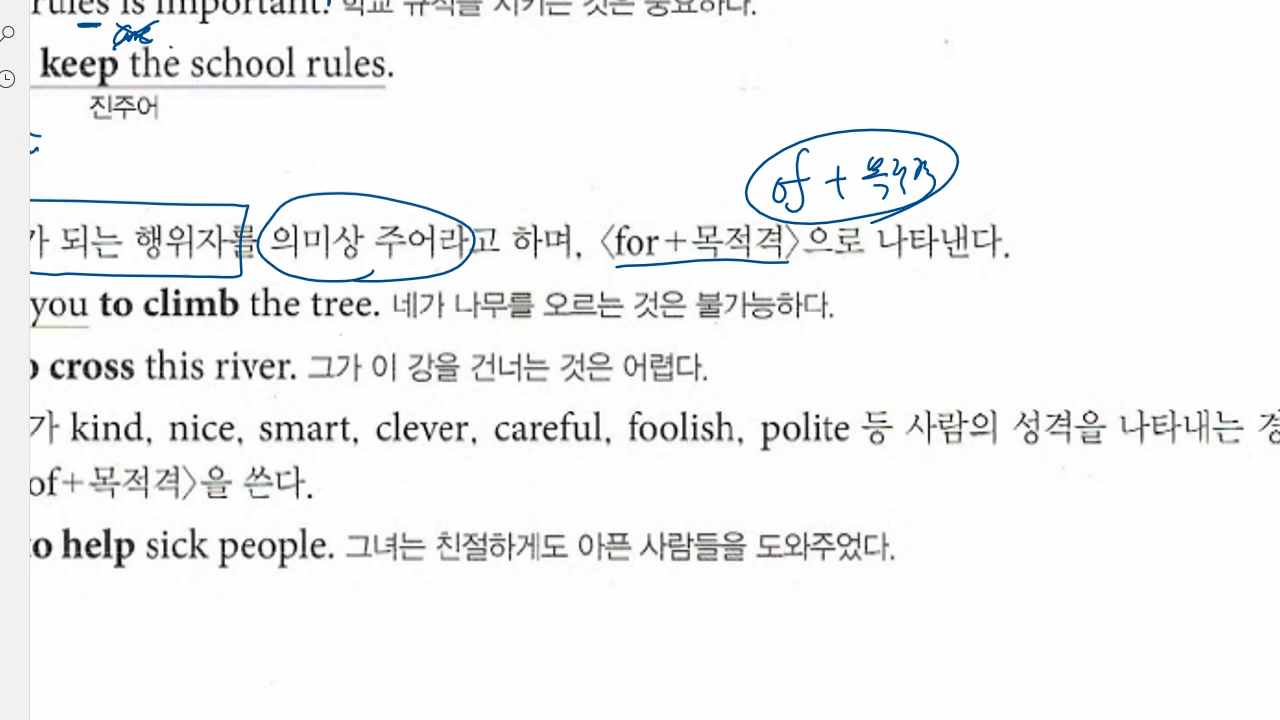 rules is important. 학교 규칙을 지키는 것은 중요하다.
keep the school rules.
진주어
of + 목적격
가 되는 행위자를 의미상 주어라고 하며, 〈for+목적격〉으로 나타낸다.
you to climb the tree. 네가 나무를 오르는 것은 불가능하다.
o cross this river. 그가 이 강을 건너는 것은 어렵다.
가 kind, nice, smart, clever, careful, foolish, polite 등 사람의 성격을 나타내는 경
of+목적격〉을 쓴다.
to help sick people. 그녀는 친절하게도 아픈 사람들을 도와주었다.